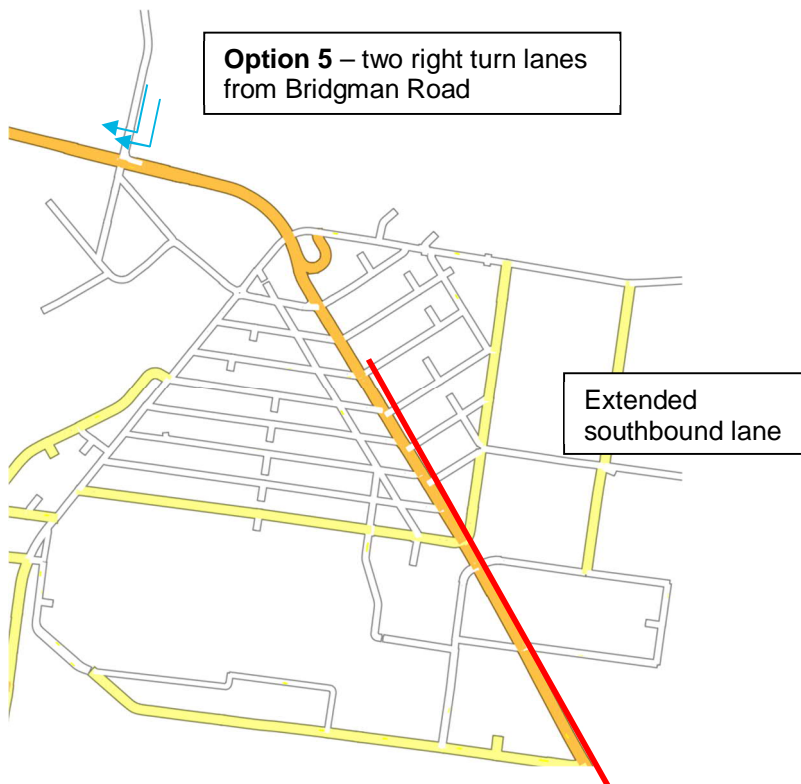 Option 5 – two right turn lanes
from Bridgman Road
Extended
southbound lane